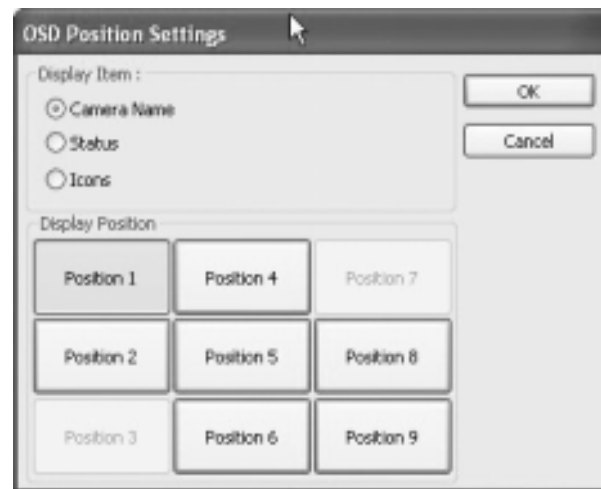 OSD Position Settings
Display Item :
Camera Name
Status
Icons
OK
Cancel
Display Position
Position 1 Position 4 Position 7
Position 2 Position 5 Position 8
Position 3 Position 6 Position 9